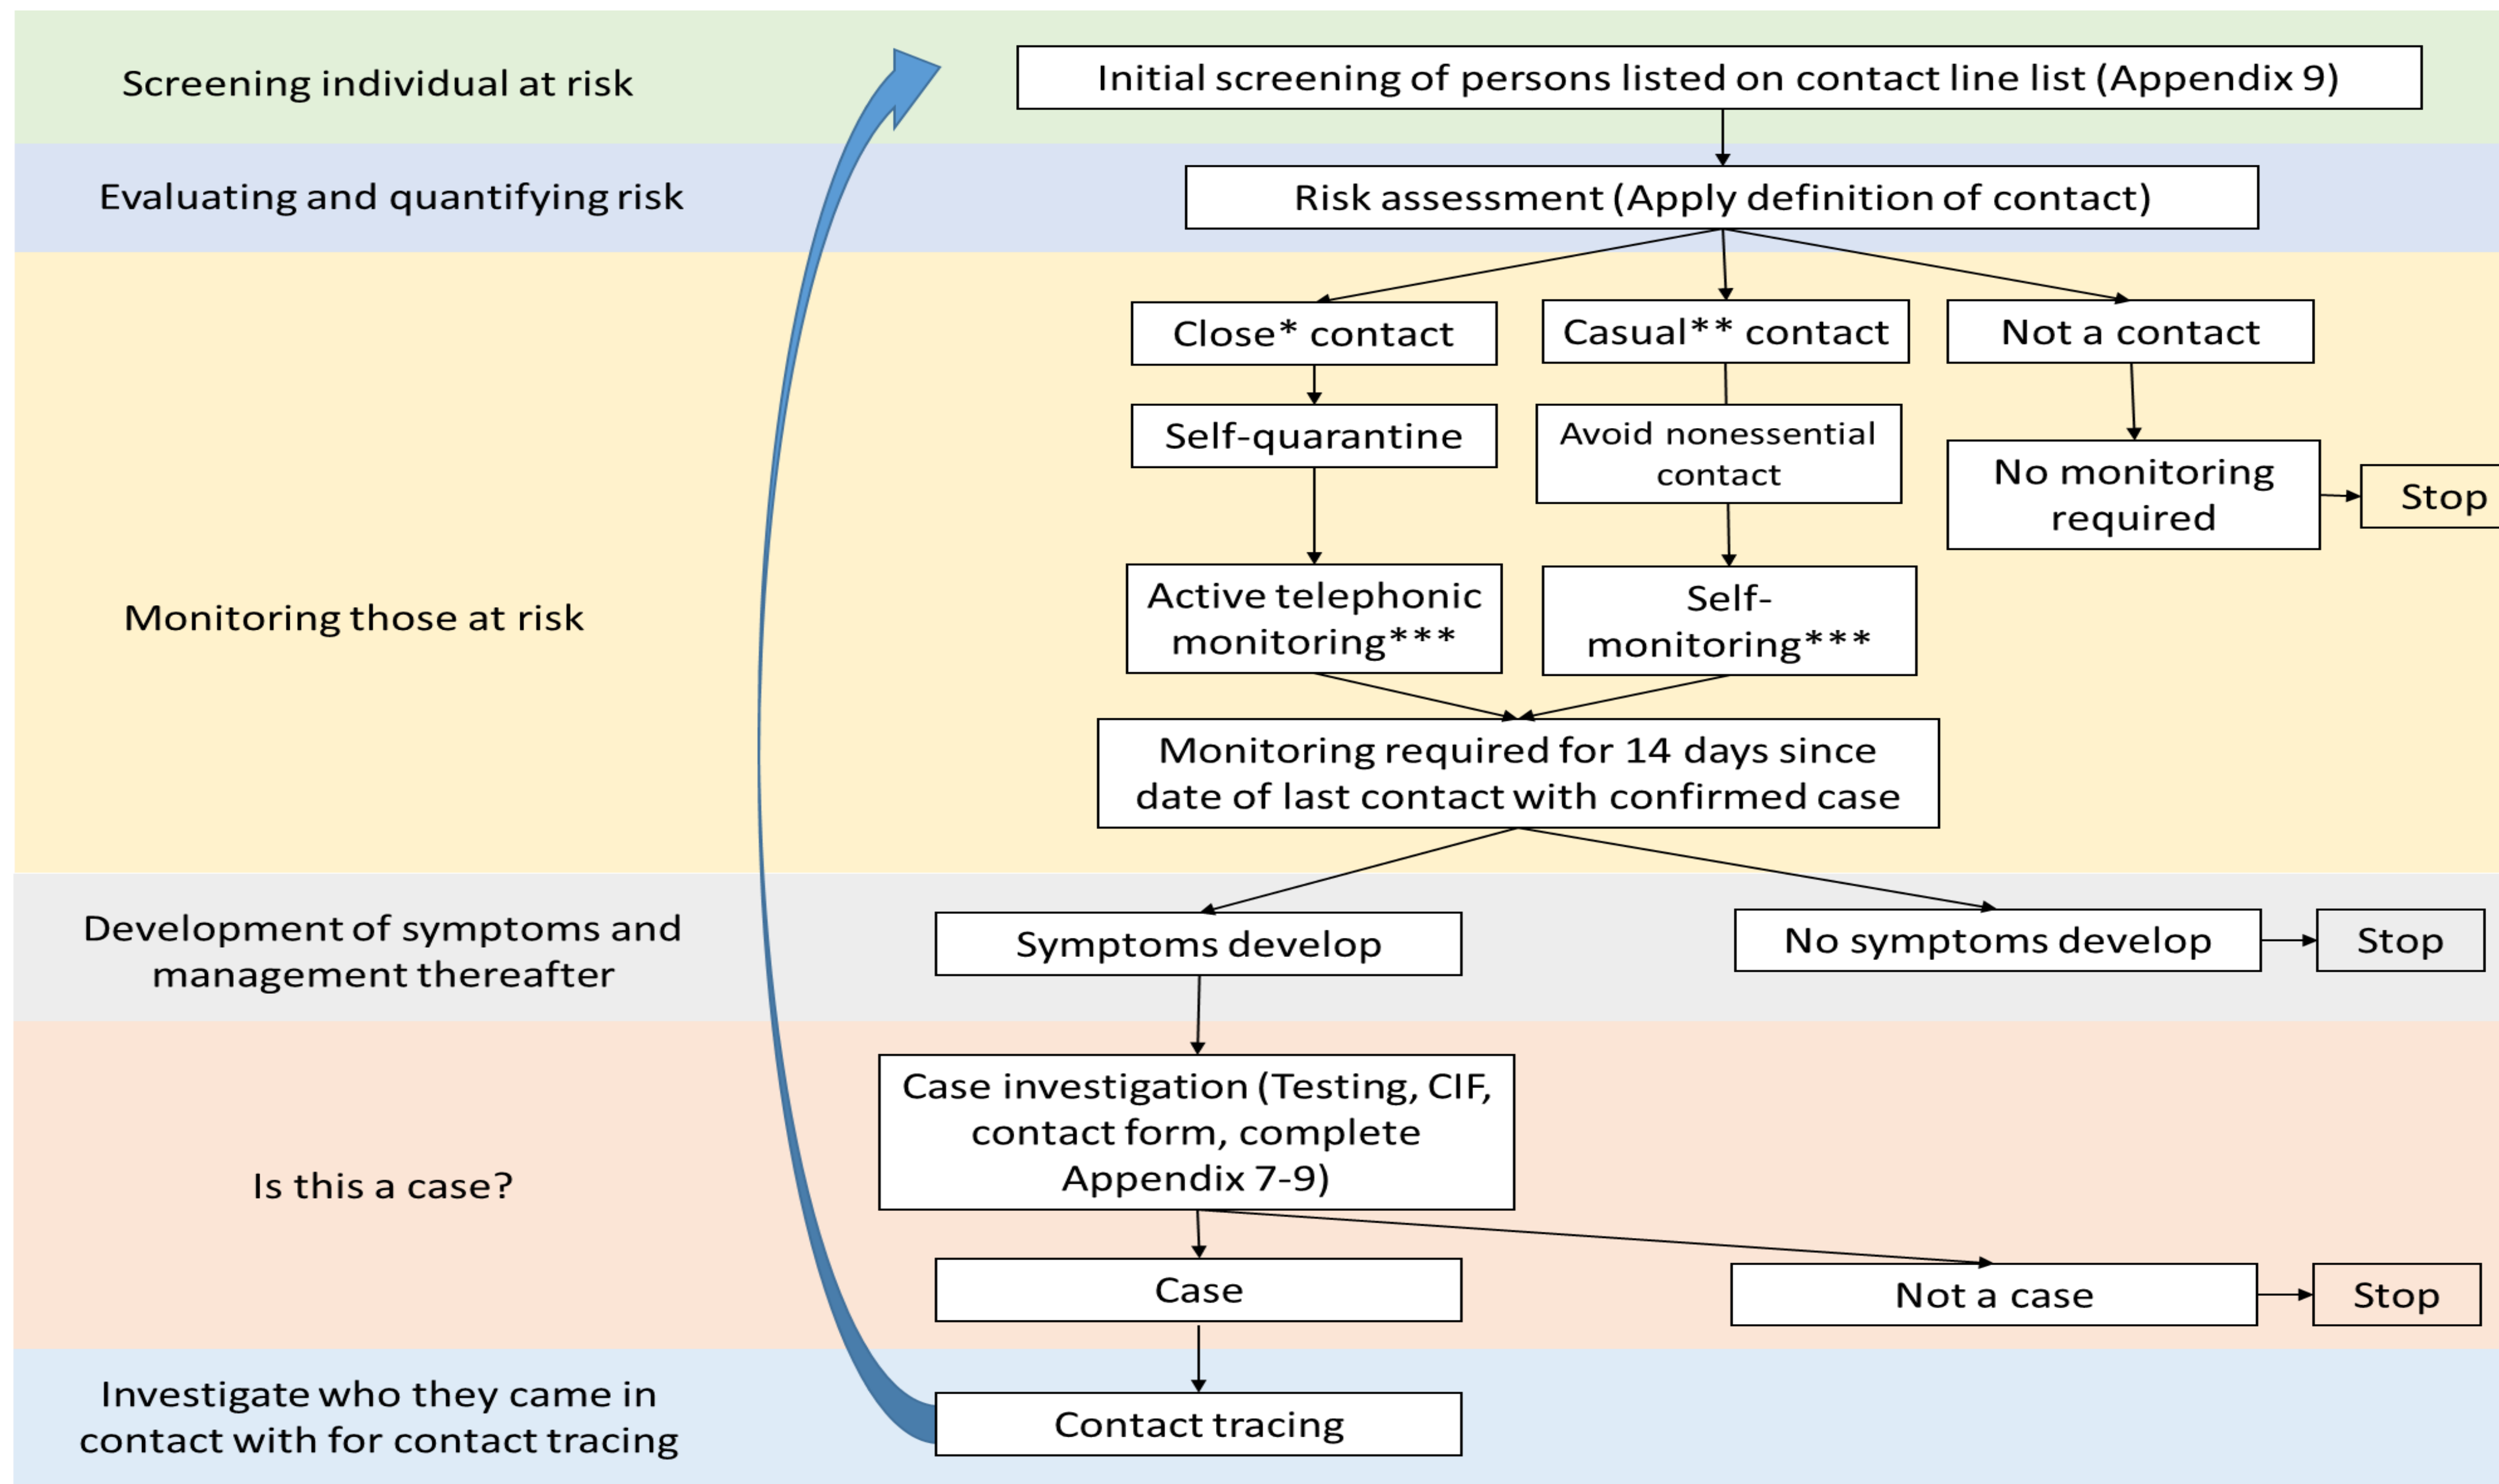 Screening individual at risk
Initial screening of persons listed on contact line list (Appendix 9)
Evaluating and quantifying risk
Risk assessment (Apply definition of contact)
Monitoring those at risk
Close* contact
Casual** contact
Not a contact
Self-quarantine
Avoid nonessential
contact
No monitoring
required
Stop
Active telephonic
monitoring***
Self-
monitoring***
Monitoring required for 14 days since
date of last contact with confirmed case
Development of symptoms and
management thereafter
Symptoms develop
No symptoms develop
Stop
Is this a case?
Case investigation (Testing, CIF,
contact form, complete
Appendix 7-9)
Case
Not a case
Stop
Investigate who they came in
contact with for contact tracing
Contact tracing